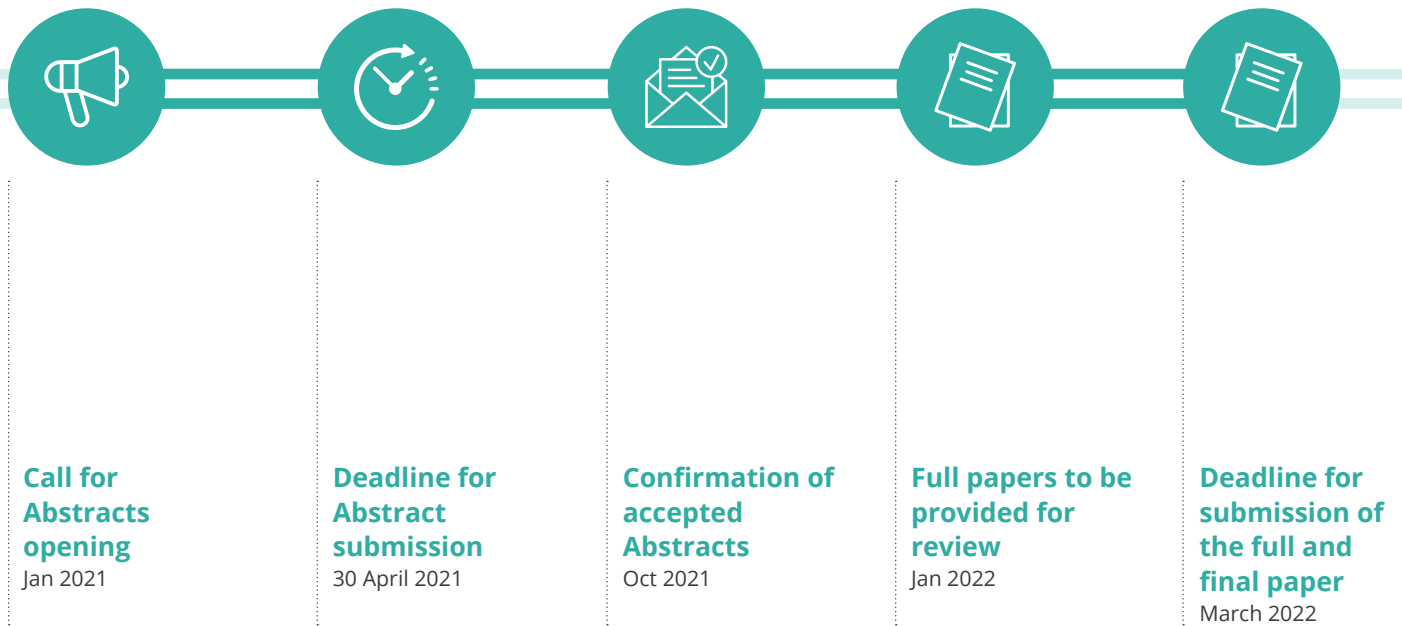 Call for
Abstracts
opening
Jan 2021
Deadline for
Abstract
submission
30 April 2021
Confirmation of
accepted
Abstracts
Oct 2021
Full papers to be
provided for
review
Jan 2022
Deadline for
submission of
the full and
final paper
March 2022